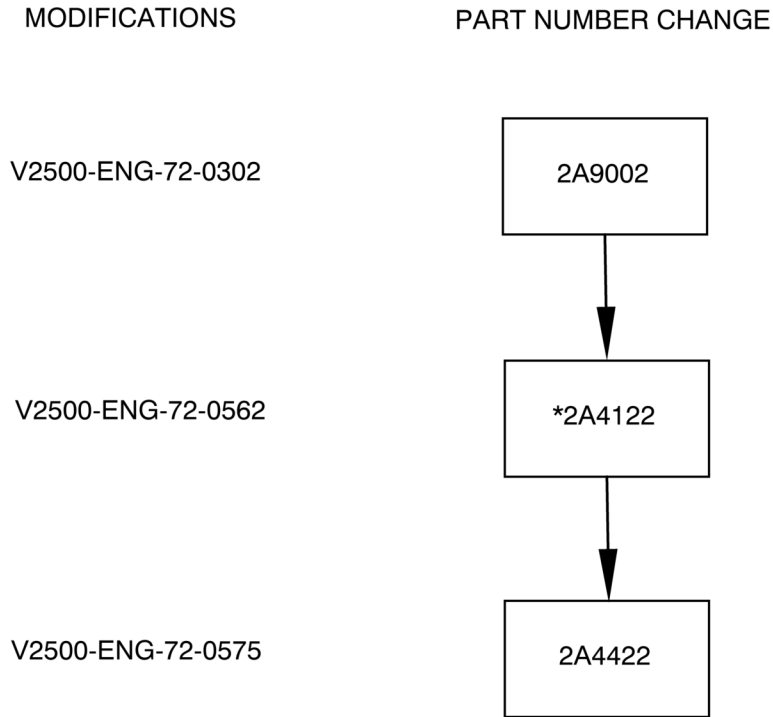 MODIFICATIONS PART NUMBER CHANGE
V2500-ENG-72-0302 2A9002
V2500-ENG-72-0562 *2A4122
V2500-ENG-72-0575 2A4422